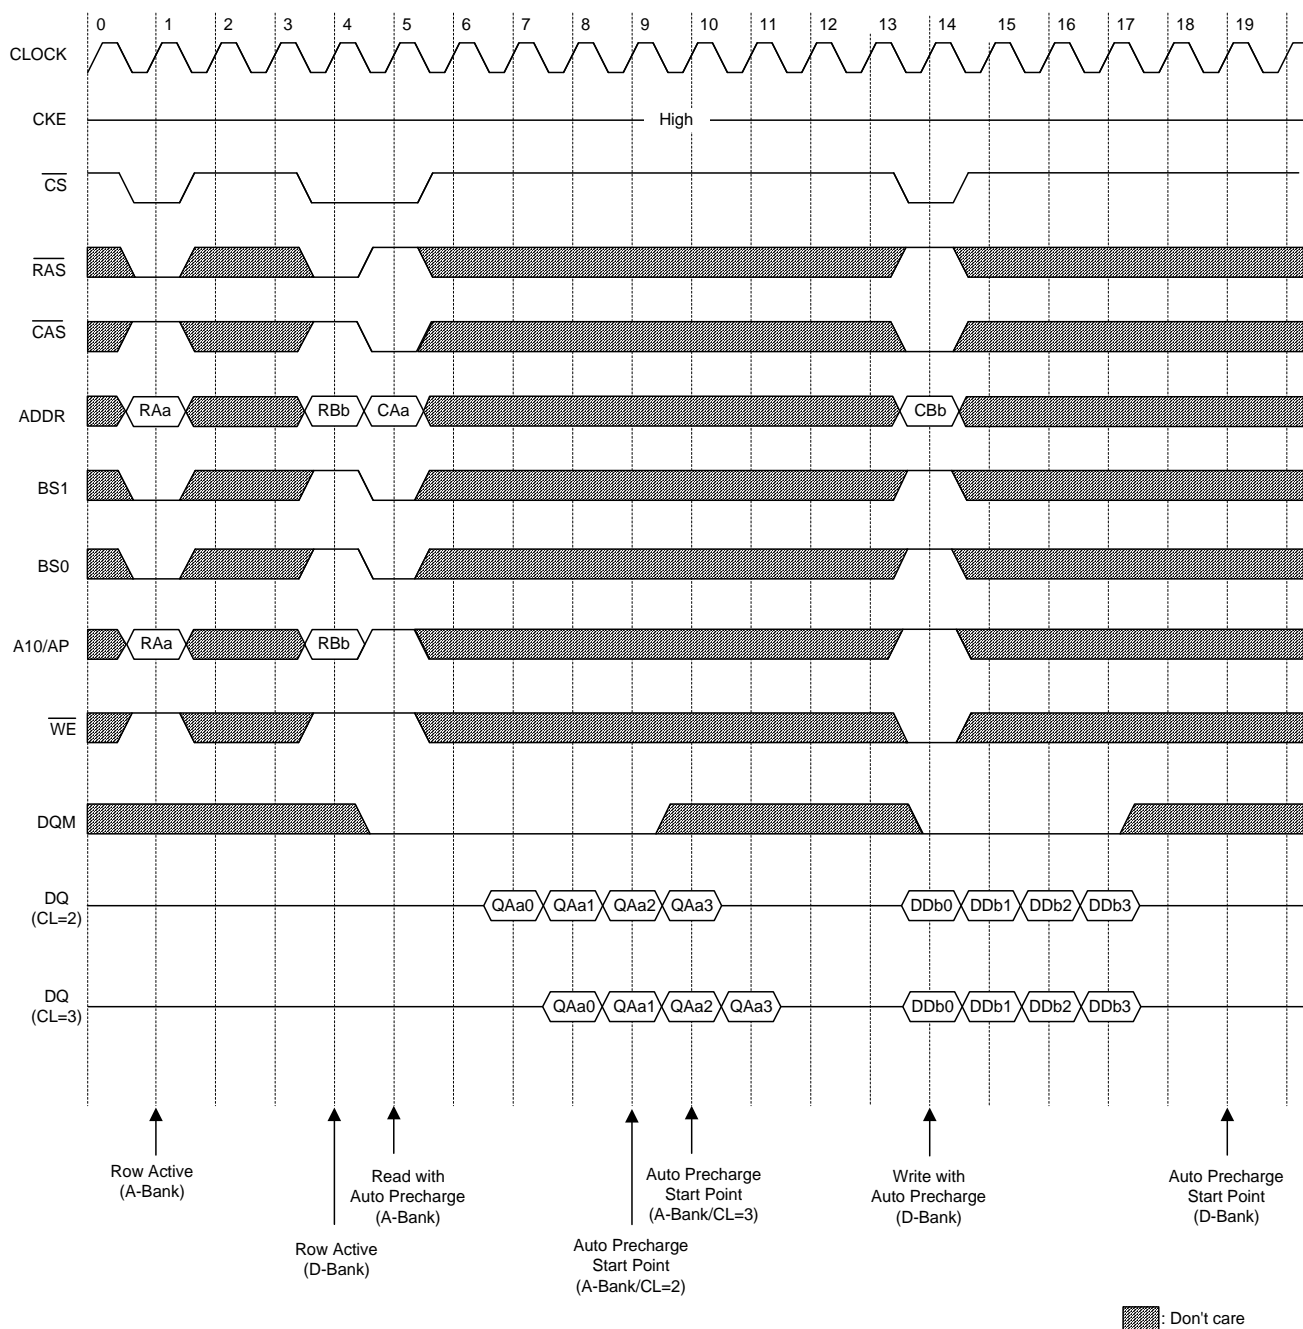 0 1 2 3 4 5 6 7 8 9 10 11 12 13 14 15 16 17 18 19
CLOCK
CKE
High
CS
RAS
CAS
ADDR
RAa RBb CAa CBb
BS1
BS0
A10/AP
RAa RBb
WE
DQM
DQ
(CL=2)
QAa0 QAa1 QAa2 QAa3 DDb0 DDb1 DDb2 DDb3
DQ
(CL=3)
QAa0 QAa1 QAa2 QAa3 DDb0 DDb1 DDb2 DDb3
Row Active
(A-Bank)
Row Active
(D-Bank)
Read with
Auto Precharge
(A-Bank)
Auto Precharge
Start Point
(A-Bank/CL=2)
Auto Precharge
Start Point
(A-Bank/CL=3)
Write with
Auto Precharge
(D-Bank)
Auto Precharge
Start Point
(D-Bank)
: Don't care